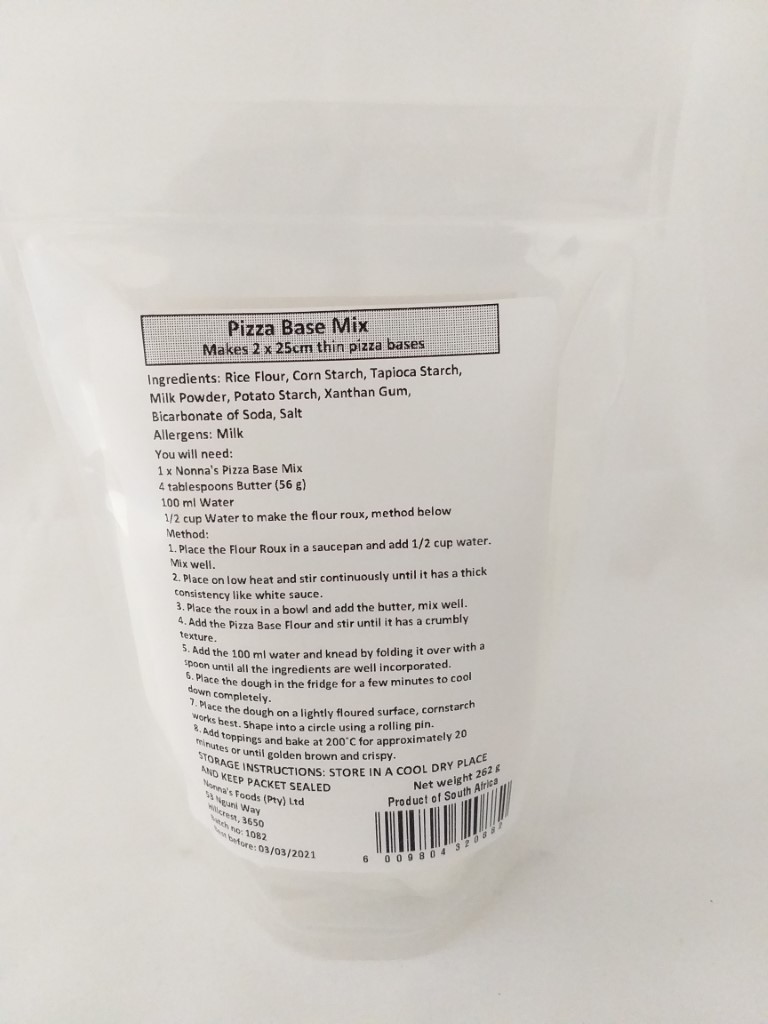 Pizza Base Mix
Makes 2 x 25cm thin pizza bases
Ingredients: Rice Flour, Corn Starch, Tapioca Starch,
Milk Powder, Potato Starch, Xanthan Gum,
Bicarbonate of Soda, Salt
Allergens: Milk
You will need:
1 x Nonna's Pizza Base Mix
4 tablespoons Butter (56 g)
100 ml Water
1/2 cup Water to make the flour roux, method below
Method:
1. Place the Flour Roux in a saucepan and add 1/2 cup water.
Mix well.
2. Place on low heat and stir continuously until it has a thick
consistency like white sauce.
3. Place the roux in a bowl and add the butter, mix well.
4. Add the Pizza Base Flour and stir until it has a crumbly
texture.
5. Add the 100 ml water and knead by folding it over with a
spoon until all the ingredients are well incorporated.
6. Place the dough in the fridge for a few minutes to cool
down completely.
7. Place the dough on a lightly floured surface, cornstarch
works best. Shape into a circle using a rolling pin.
8. Add toppings and bake at 200°C for approximately 20
minutes or until golden brown and crispy.
STORAGE INSTRUCTIONS: STORE IN A COOL DRY PLACE
AND KEEP PACKET SEALED
Nonna's Foods (Pty) Ltd
Nguni Way
Hillcrest, 3650
Batch no: 1082
Best before: 03/03/2021
Net weight 262 g
Product of South Africa
6 009804 32088